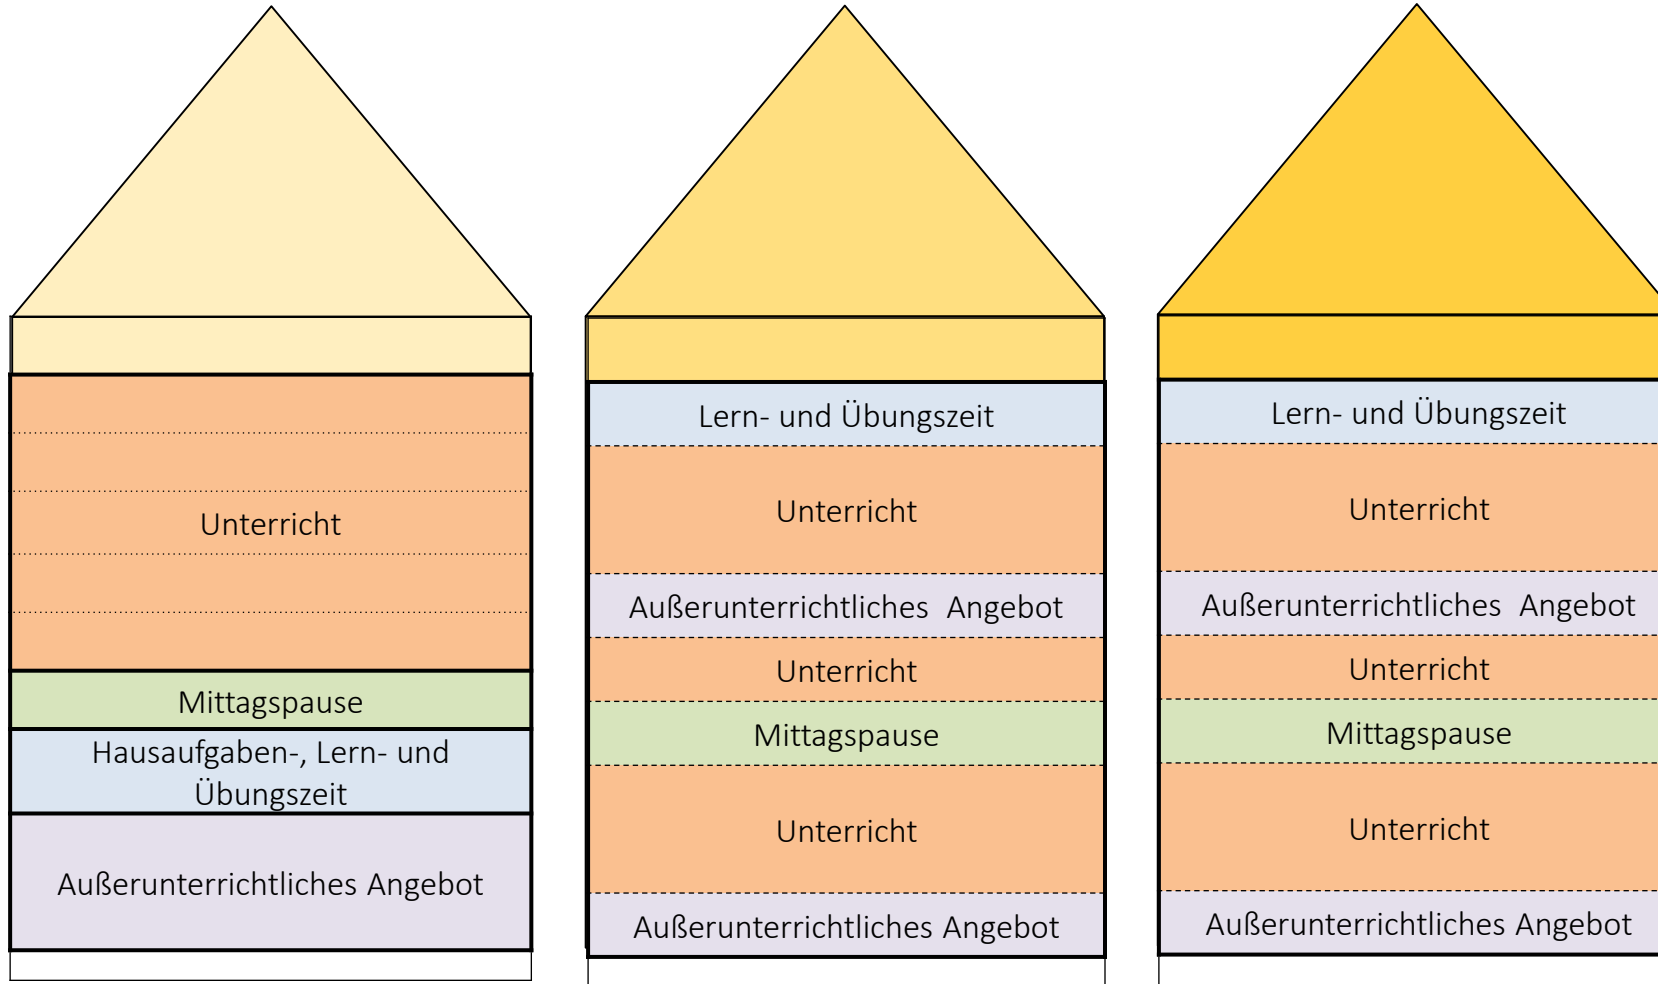 Unterricht
Mittagspause
Hausaufgaben-, Lern- und
Übungszeit
Außerunterrichtliches Angebot
Lern- und Übungszeit
Unterricht
Außerunterrichtliches  Angebot
Unterricht
Mittagspause
Unterricht
Außerunterrichtliches Angebot
Lern- und Übungszeit
Unterricht
Außerunterrichtliches  Angebot
Unterricht
Mittagspause
Unterricht
Außerunterrichtliches Angebot